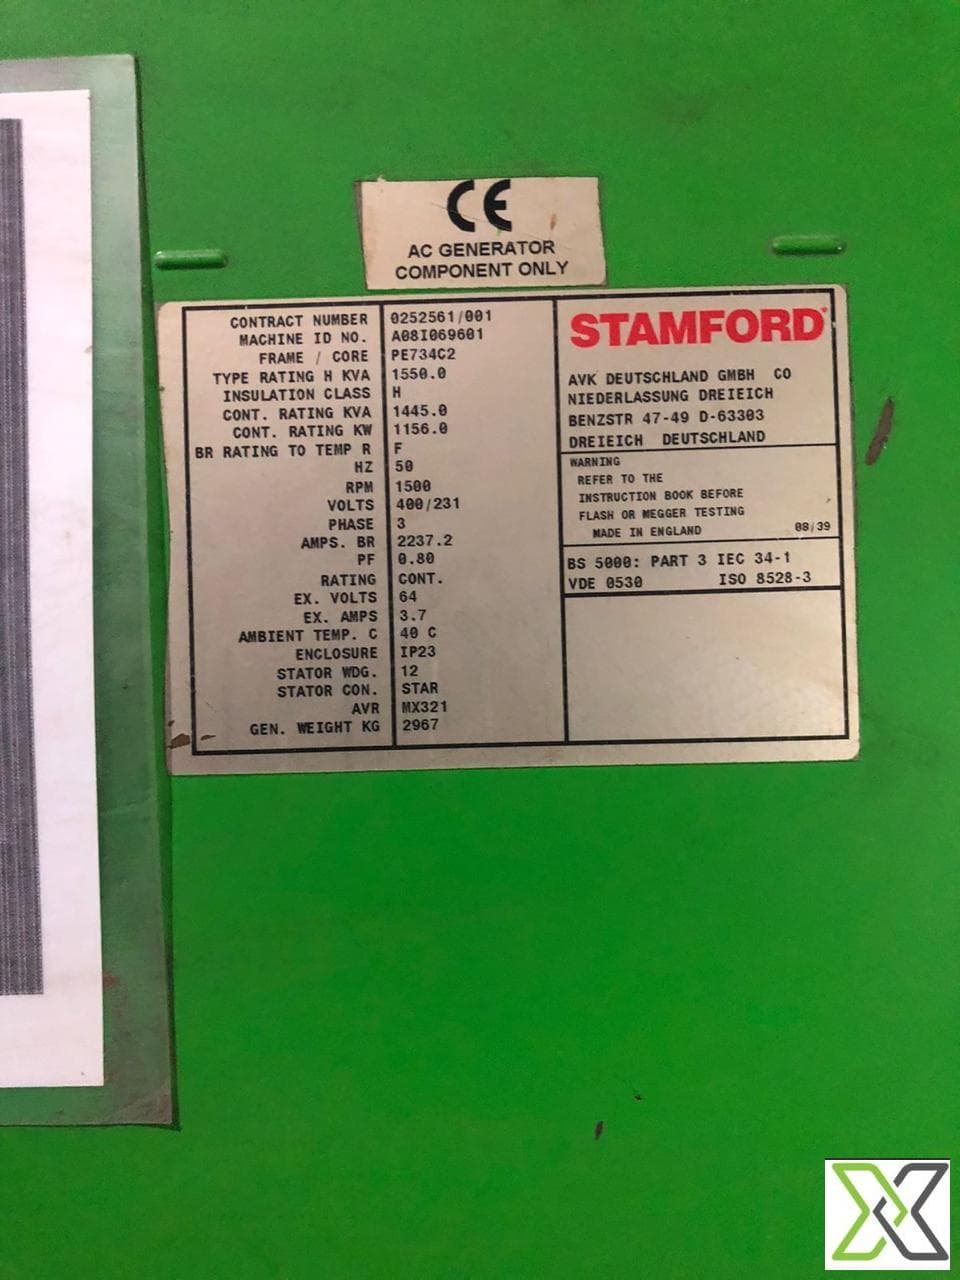 CE
AC GENERATOR
COMPONENT ONLY
CONTRACT NUMBER 0252561/001
MACHINE ID NO. A08I069601
FRAME / CORE PE734C2
TYPE RATING H KVA 1550.0
INSULATION CLASS H
CONT. RATING KVA 1445.0
CONT. RATING KW 1156.0
BR RATING TO TEMP R F
HZ 50
RPM 1500
VOLTS 400/231
PHASE 3
AMPS. BR 2237.2
PF 0.80
RATING CONT.
EX. VOLTS 64
EX. AMPS 3.7
AMBIENT TEMP. C 40 C
ENCLOSURE IP23
STATOR WDG. 12
STATOR CON. STAR
AVR MX321
GEN. WEIGHT KG 2967
STAMFORD
AVK DEUTSCHLAND GMBH CO
NIEDERLASSUNG DREIEICH
BENZSTR 47-49 D-63303
DREIEICH DEUTSCHLAND
WARNING
REFER TO THE
INSTRUCTION BOOK BEFORE
FLASH OR MEGGER TESTING
MADE IN ENGLAND 08/39
BS 5000: PART 3 IEC 34-1
VDE 0530 ISO 8528-3